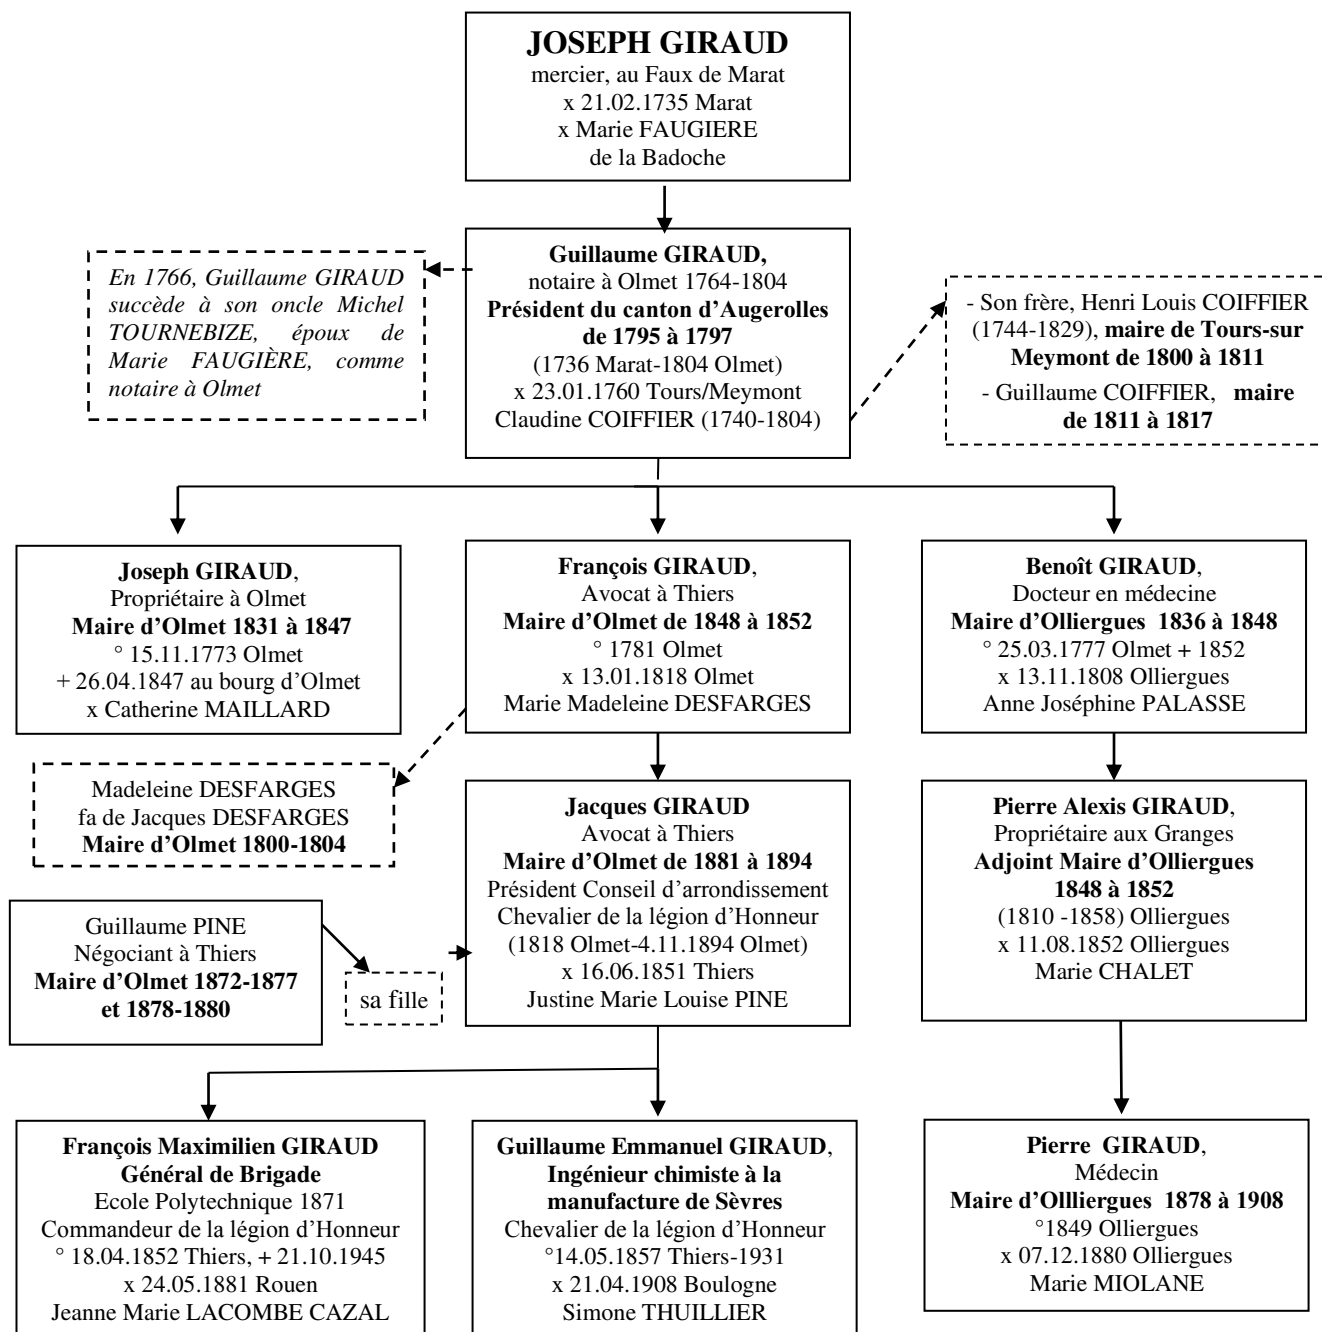 JOSEPH GIRAUD
mercier, au Faux de Marat
x 21.02.1735 Marat
x Marie FAUGIERE
de la Badoche
En 1766, Guillaume GIRAUD
succède à son oncle Michel
TOURNEBIZE, époux de
Marie FAUGIÈRE, comme
notaire à Olmet
Guillaume GIRAUD,
notaire à Olmet 1764-1804
Président du canton d'Augerolles
de 1795 à 1797
(1736 Marat-1804 Olmet)
x 23.01.1760 Tours/Meymont
Claudine COIFFIER (1740-1804)
- Son frère, Henri Louis COIFFIER
(1744-1829), maire de Tours-sur
Meymont de 1800 à 1811
- Guillaume COIFFIER, maire
de 1811 à 1817
Joseph GIRAUD,
Propriétaire à Olmet
Maire d'Olmet 1831 à 1847
° 15.11.1773 Olmet
+ 26.04.1847 au bourg d'Olmet
x Catherine MAILLARD
François GIRAUD,
Avocat à Thiers
Maire d'Olmet de 1848 à 1852
° 1781 Olmet
x 13.01.1818 Olmet
Marie Madeleine DESFARGES
Benoît GIRAUD,
Docteur en médecine
Maire d'Olliergues 1836 à 1848
° 25.03.1777 Olmet + 1852
x 13.11.1808 Olliergues
Anne Joséphine PALASSE
Madeleine DESFARGES
fa de Jacques DESFARGES
Maire d'Olmet 1800-1804
Jacques GIRAUD
Avocat à Thiers
Maire d'Olmet de 1881 à 1894
Président Conseil d'arrondissement
Chevalier de la légion d'Honneur
(1818 Olmet-4.11.1894 Olmet)
x 16.06.1851 Thiers
Justine Marie Louise PINE
Pierre Alexis GIRAUD,
Propriétaire aux Granges
Adjoint Maire d'Olliergues
1848 à 1852
(1810 -1858) Olliergues
x 11.08.1852 Olliergues
Marie CHALET
Guillaume PINE
Négociant à Thiers
Maire d'Olmet 1872-1877
et 1878-1880
sa fille
François Maximilien GIRAUD
Général de Brigade
Ecole Polytechnique 1871
Commandeur de la légion d'Honneur
° 18.04.1852 Thiers, + 21.10.1945
x 24.05.1881 Rouen
Jeanne Marie LACOMBE CAZAL
Guillaume Emmanuel GIRAUD,
Ingénieur chimiste à la
manufacture de Sèvres
Chevalier de la légion d'Honneur
°14.05.1857 Thiers-1931
x 21.04.1908 Boulogne
Simone THUILLIER
Pierre GIRAUD,
Médecin
Maire d'Ollliergues 1878 à 1908
°1849 Olliergues
x 07.12.1880 Olliergues
Marie MIOLANE